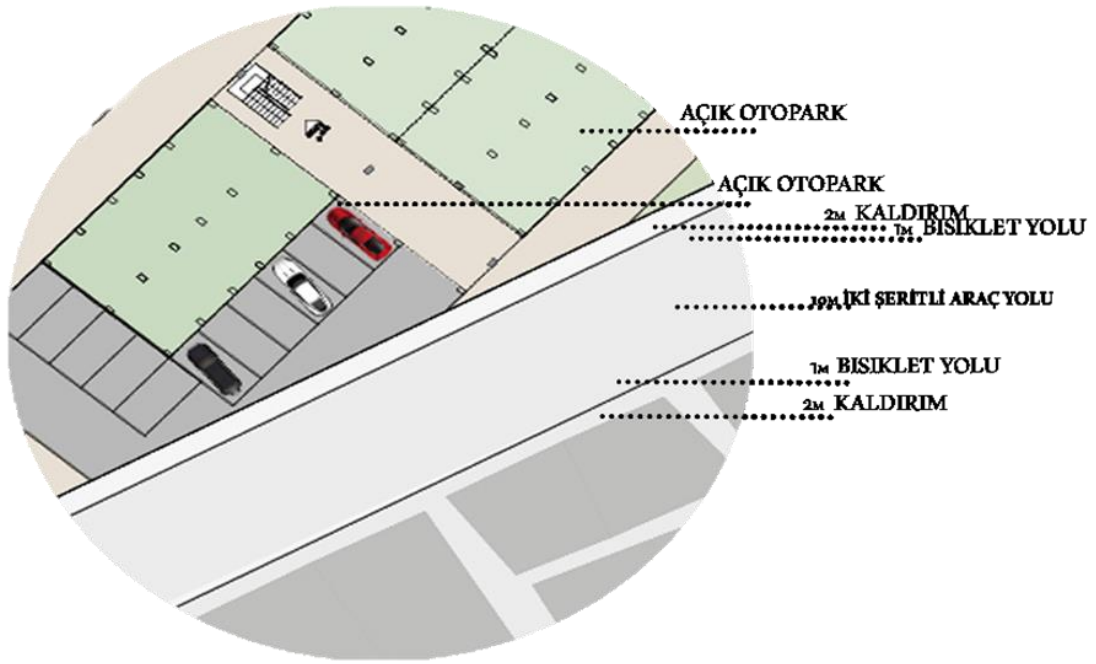 AÇIK OTOPARK
AÇIK OTOPARK
2M KALDIRIM
1M BISIKLET YOLU
10M İKİ ŞERİTLİ ARAÇ YOLU
1M BISIKLET YOLU
2M KALDIRIM